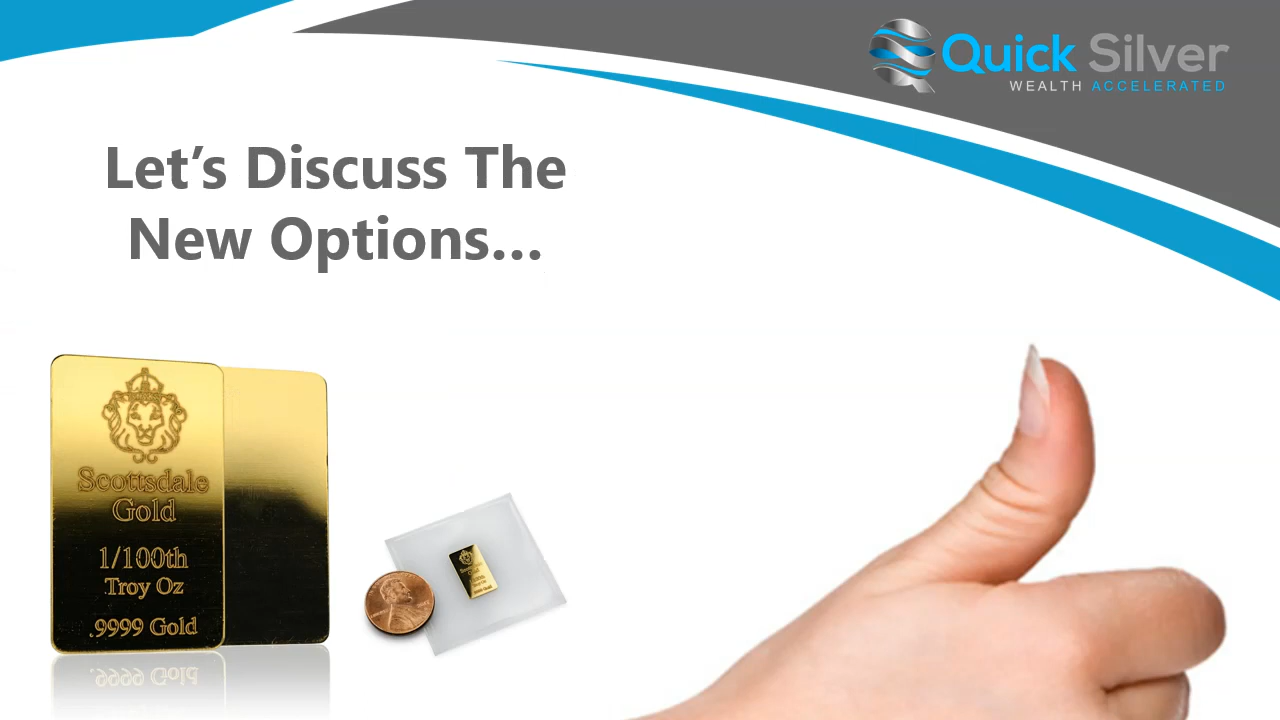 Quick Silver
WEALTH ACCELERATED
Let’s Discuss The
New Options...
Scottsdale
Gold
1/100th
Troy Oz
.9999 Gold